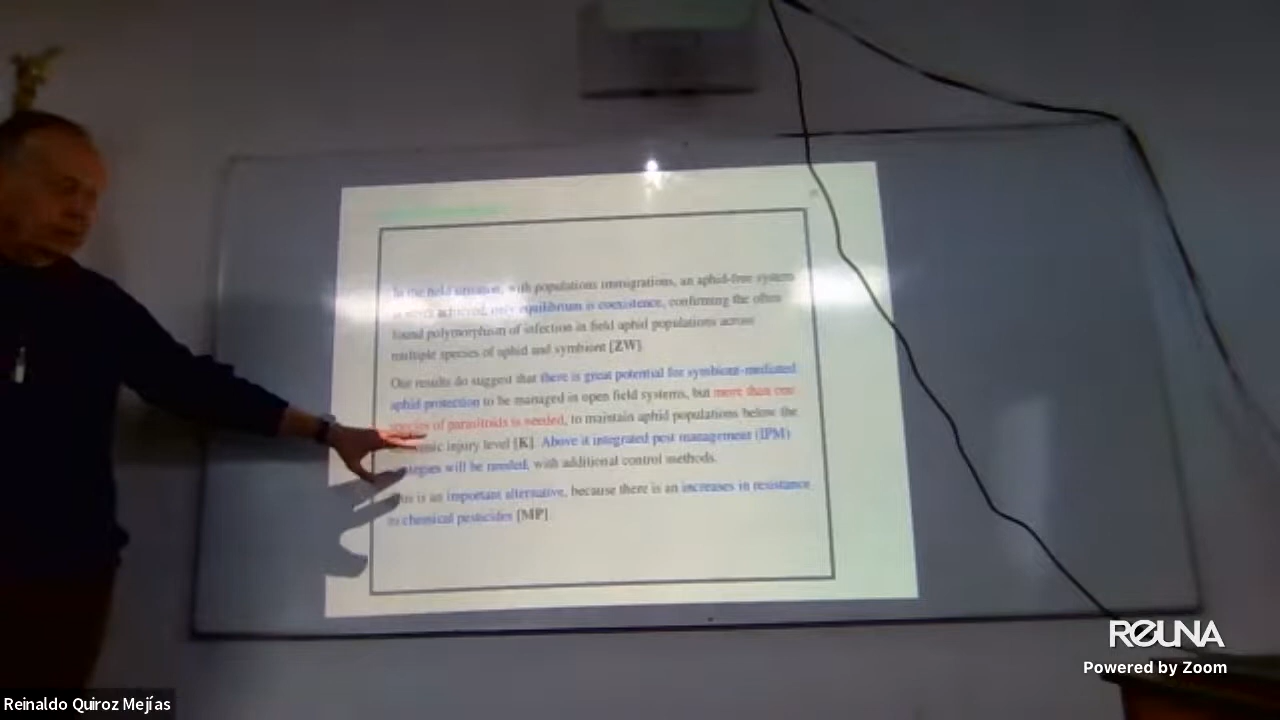 In the field situation, with populations immigrations, an aphid-free system
is never achieved, only equilibrium is coexistence, confirming the often
found polymorphism of infection in field aphid populations across
multiple species of aphid and symbiont [ZW]
Our results do suggest that there is great potential for symbiont-mediated
aphid protection to be managed in open field systems, but more than one
species of parasitoids is needed, to maintain aphid populations below the
injury level [K]. Above it integrated pest management (IPM)
will be needed, with additional control methods.
This is an important alternative, because there is an increases in resistance
to chemical pesticides [MP]
REUNA
Powered by Zoom
Reinaldo Quiroz Mejías